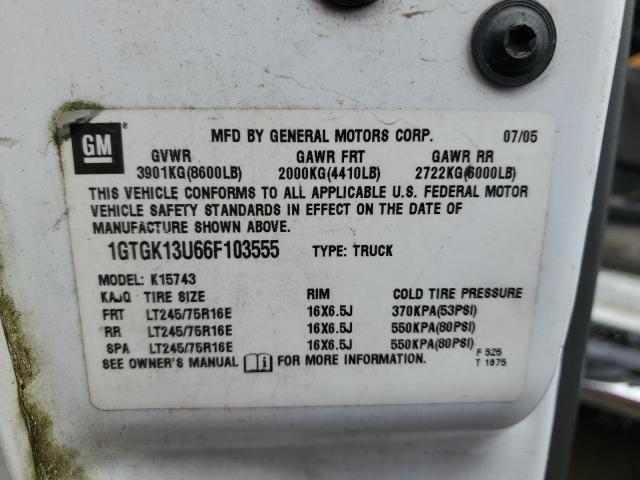 GM ®
MFD BY GENERAL MOTORS CORP. 07/05
GVWR GAWR FRT GAWR RR
3901KG(8600LB) 2000KG(4410LB) 2722KG(6000LB)
THIS VEHICLE CONFORMS TO ALL APPLICABLE U.S. FEDERAL MOTOR
VEHICLE SAFETY STANDARDS IN EFFECT ON THE DATE OF
MANUFACTURE SHOWN ABOVE.
1GTGK13U66F103555 TYPE: TRUCK
MODEL: K15743
KAJQ TIRE SIZE RIM COLD TIRE PRESSURE
FRT LT245/75R16E 16X6.5J 370KPA(53PSI)
RR LT245/75R16E 16X6.5J 550KPA(80PSI)
SPA LT245/75R16E 16X6.5J 550KPA(80PSI)
SEE OWNER'S MANUAL FOR MORE INFORMATION.
F 525
T 1875